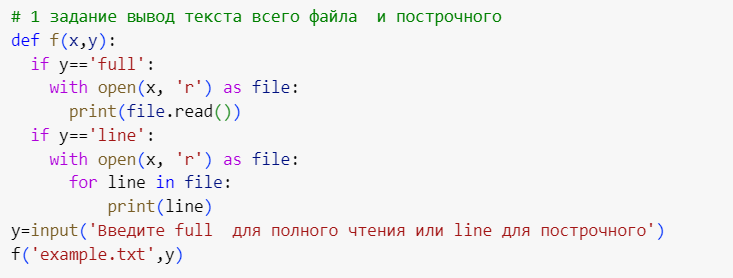 # 1 задание вывод текста всего файла  и построчного
def f(x,y):
  if y=='full':
    with open(x, 'r') as file:
      print(file.read())
  if y=='line':
    with open(x, 'r') as file:
      for line in file:
          print(line)
y=input('Введите full  для полного чтения или line для построчного')
f('example.txt',y)